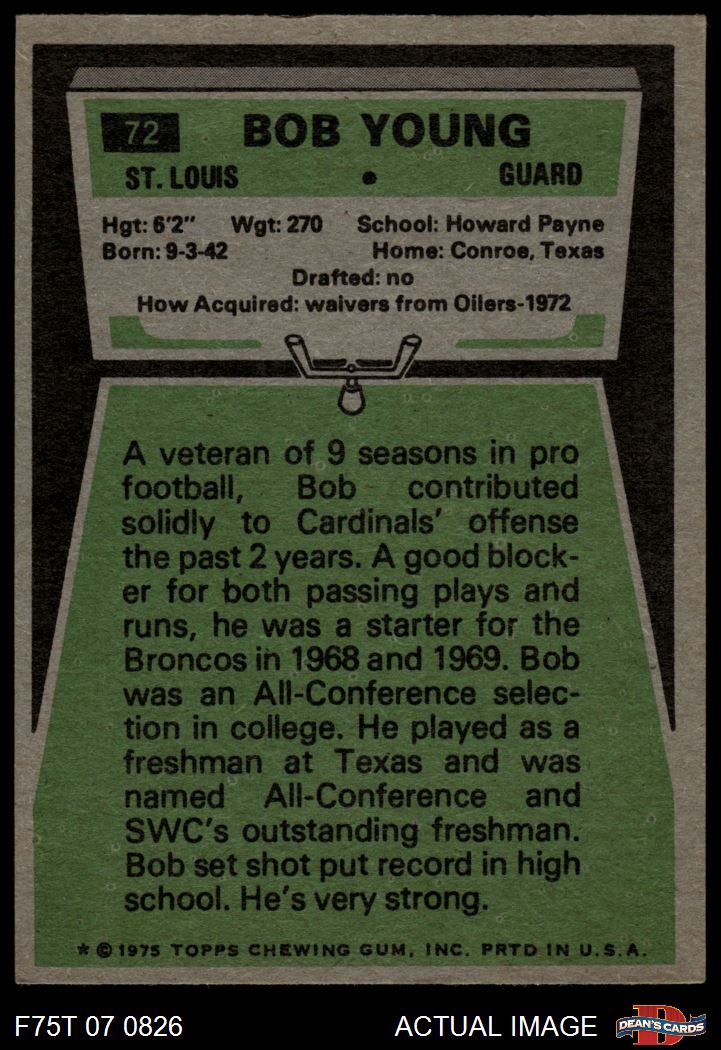 72 BOB YOUNG
ST. LOUIS • GUARD
Hgt: 6'2" Wgt: 270 School: Howard Payne
Born: 9-3-42 Home: Conroe, Texas
Drafted: no
How Acquired: waivers from Oilers-1972
A veteran of 9 seasons in pro
football, Bob contributed
solidly to Cardinals' offense
the past 2 years. A good block-
er for both passing plays and
runs, he was a starter for the
Broncos in 1968 and 1969. Bob
was an All-Conference selec-
tion in college. He played as a
freshman at Texas and was
named All-Conference and
SWC's outstanding freshman.
Bob set shot put record in high
school. He's very strong.
* © 1975 TOPPS CHEWING GUM, INC. PRTD IN U.S.A.
F75T 07 0826 ACTUAL IMAGE D DEAN'S CARDS